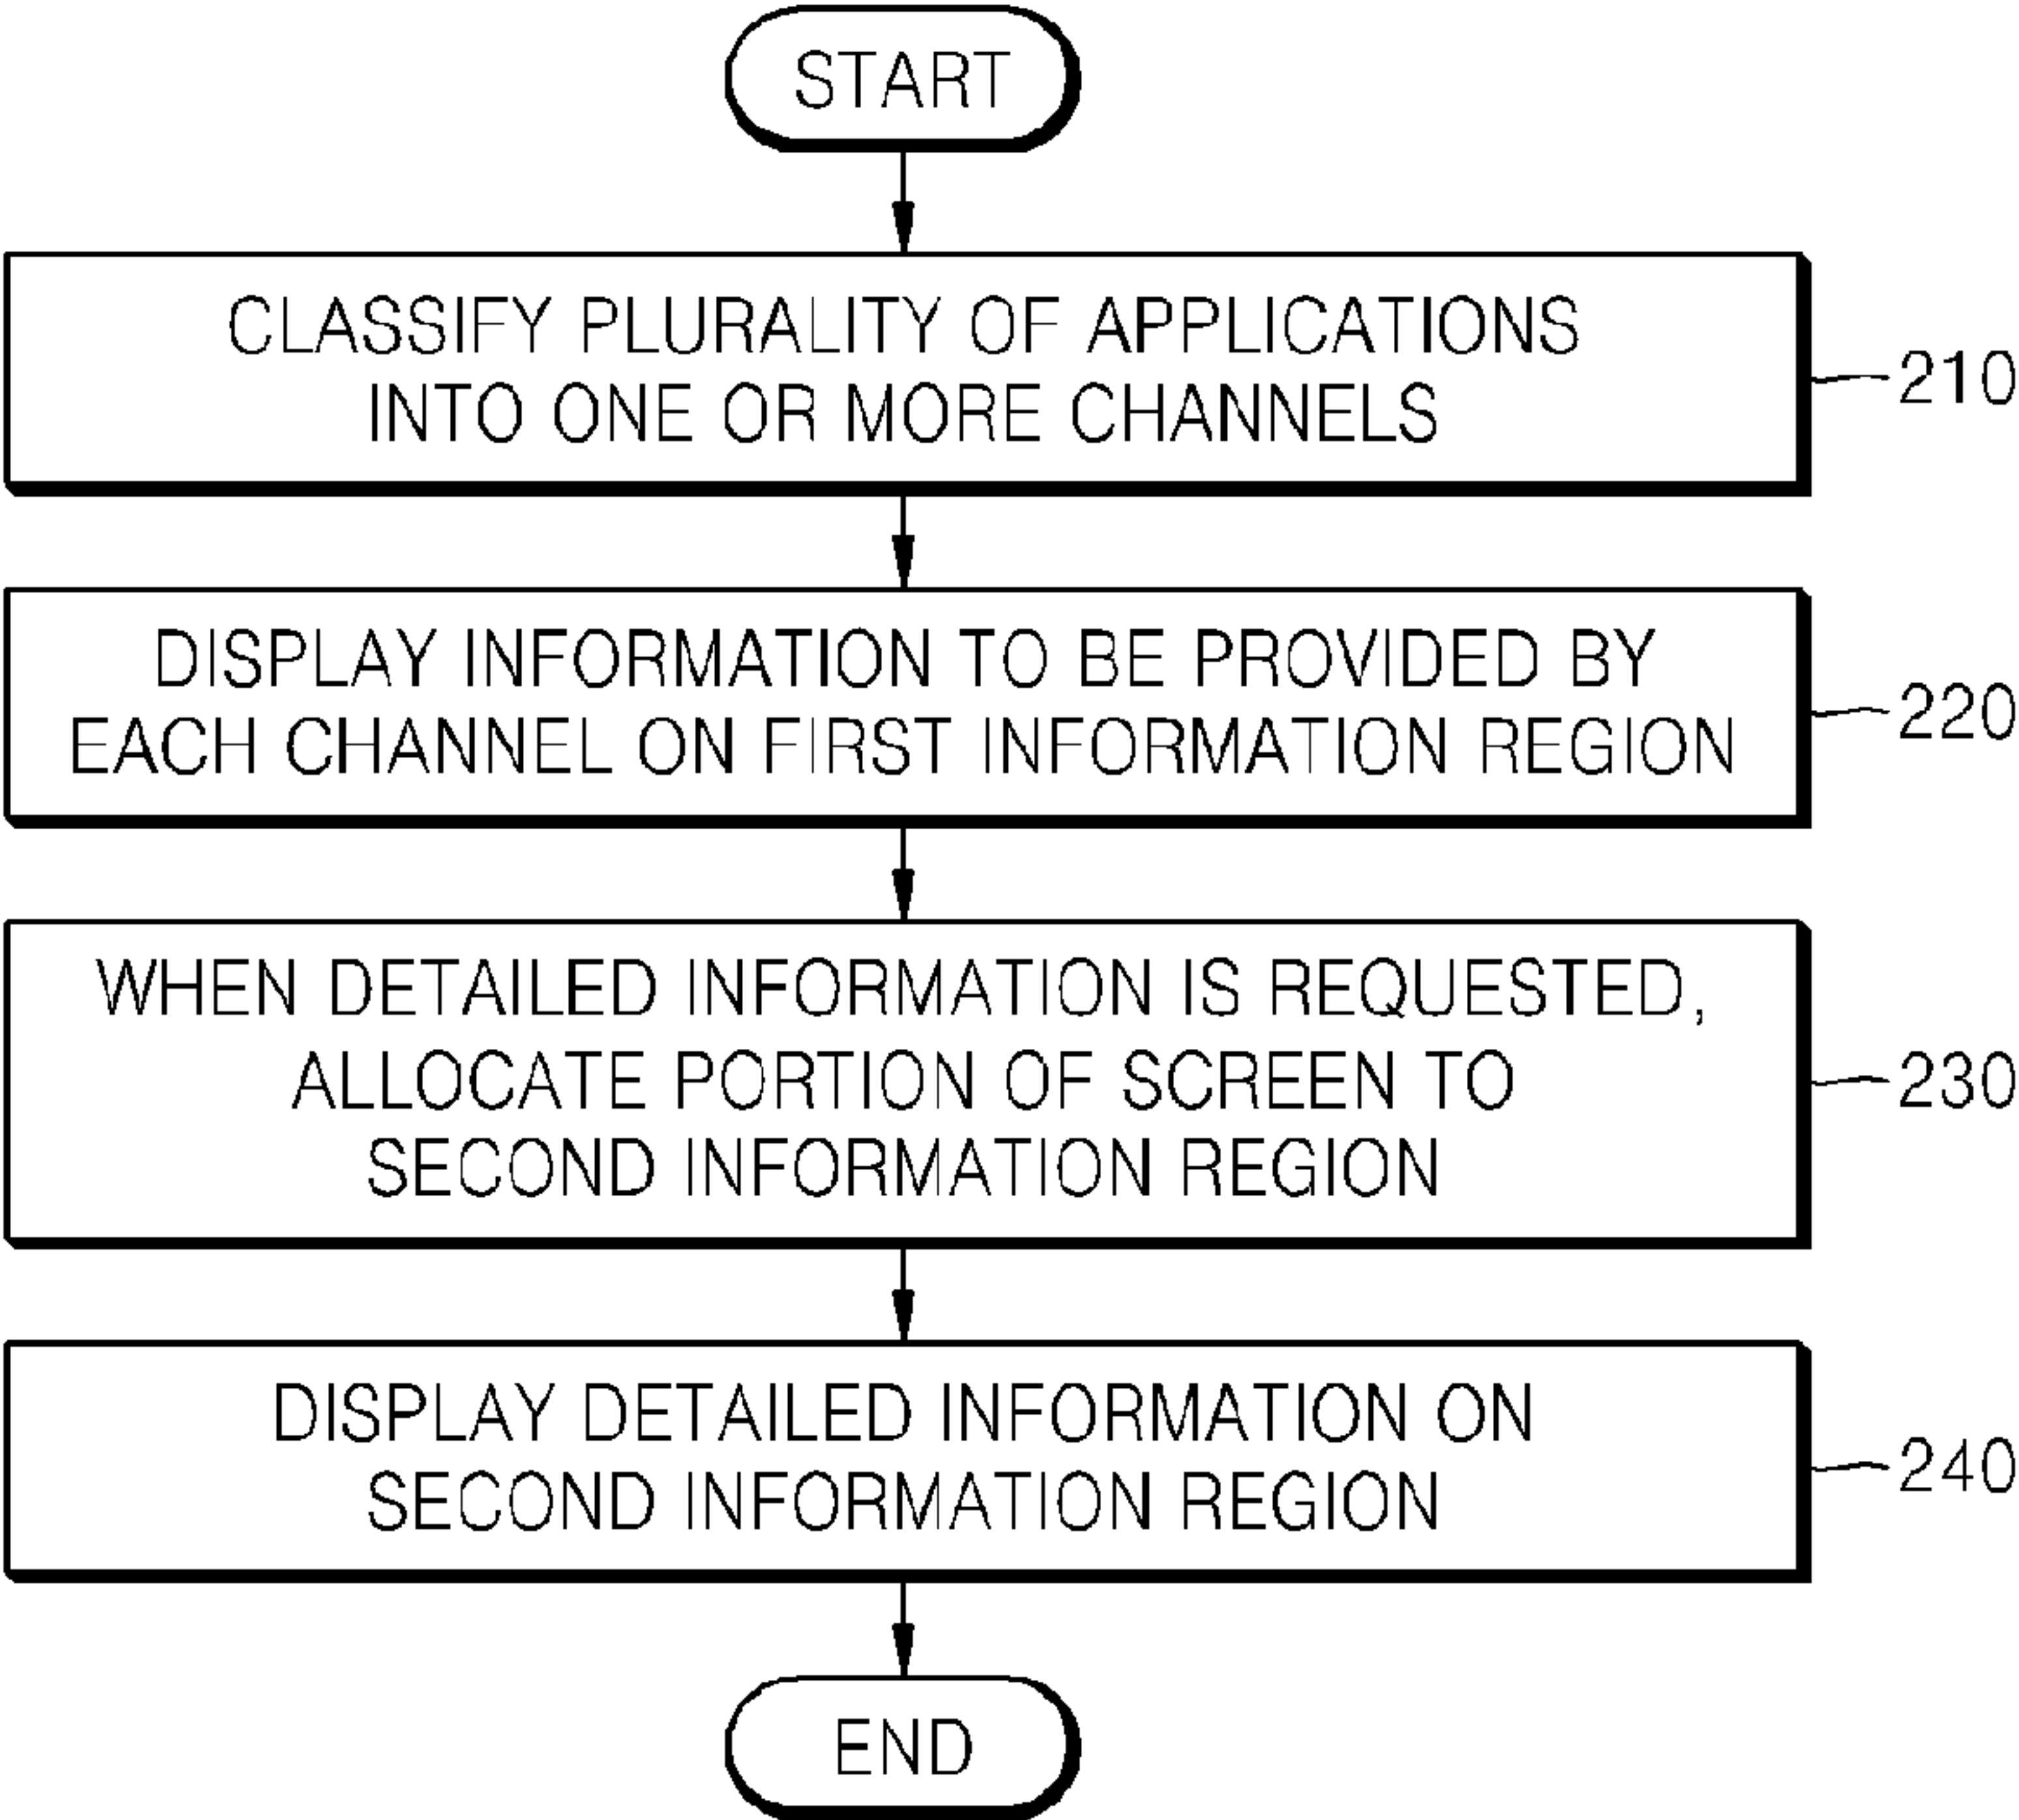 START
CLASSIFY PLURALITY OF APPLICATIONS
INTO ONE OR MORE CHANNELS
210
DISPLAY INFORMATION TO BE PROVIDED BY
EACH CHANNEL ON FIRST INFORMATION REGION
220
WHEN DETAILED INFORMATION IS REQUESTED,
ALLOCATE PORTION OF SCREEN TO
SECOND INFORMATION REGION
230
DISPLAY DETAILED INFORMATION ON
SECOND INFORMATION REGION
240
END